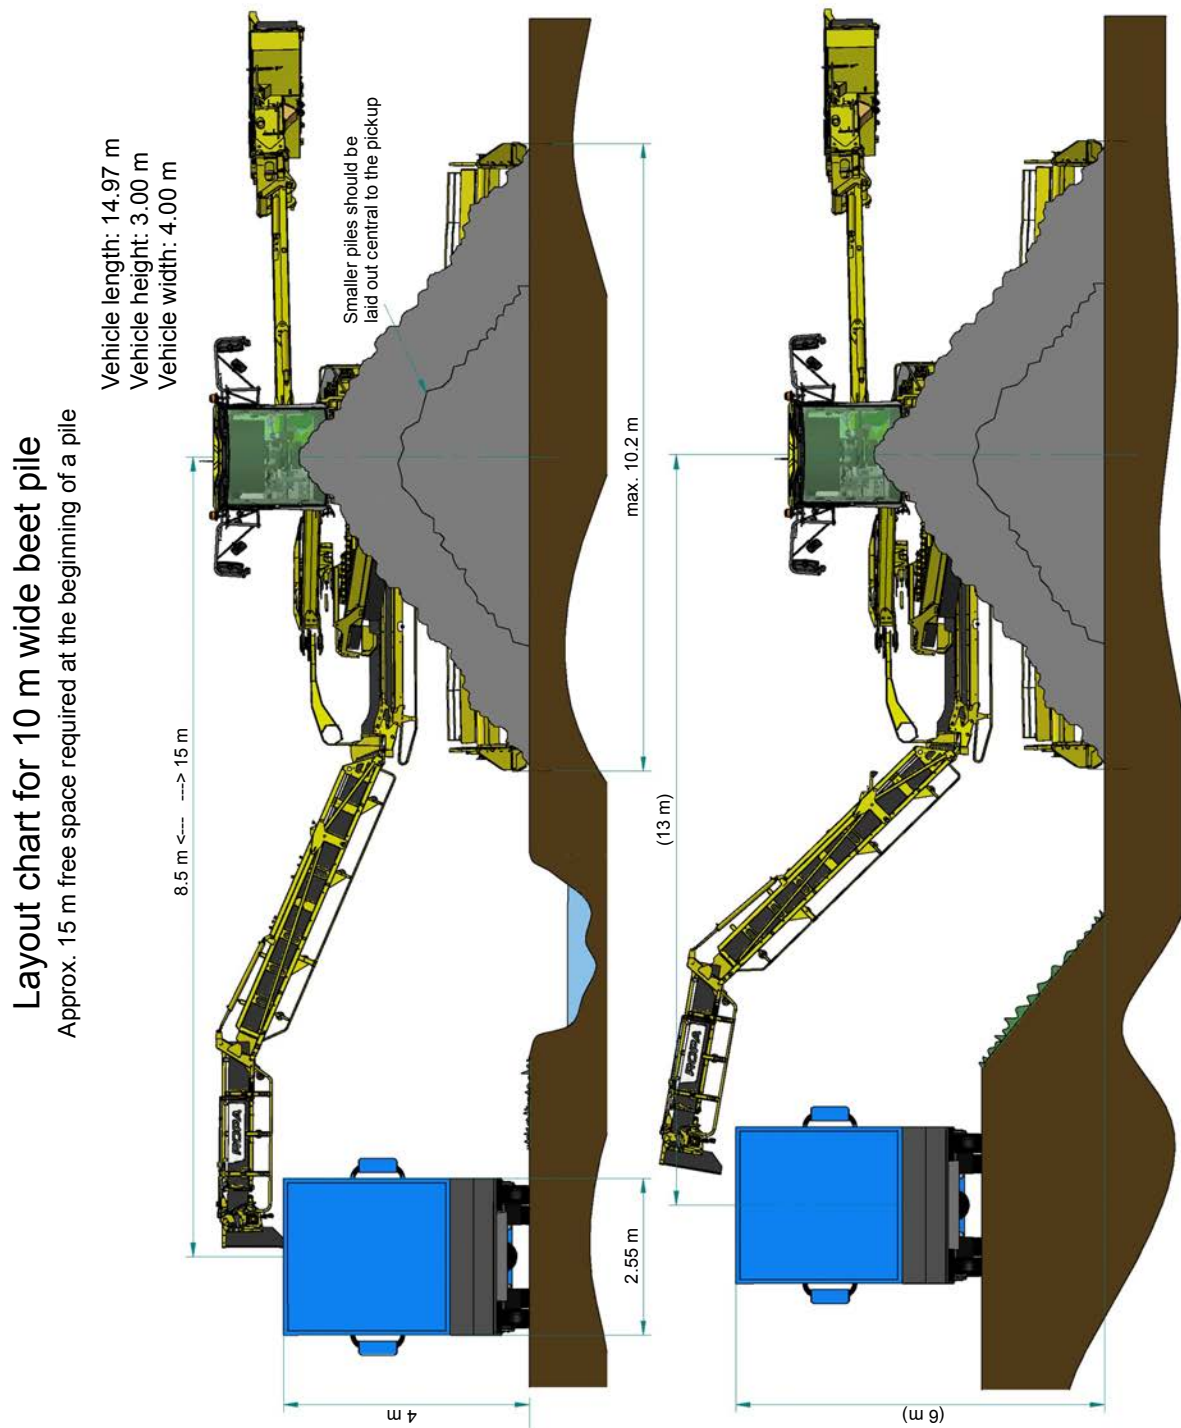 Layout chart for 10 m wide beet pile
Approx. 15 m free space required at the beginning of a pile
Vehicle length: 14.97 m
Vehicle height: 3.00 m
Vehicle width: 4.00 m
8.5 m <--- ---> 15 m
Smaller piles should be
laid out central to the pickup
ROPA
4 m
2.55 m
max. 10.2 m
(13 m)
ROPA
(6 m)